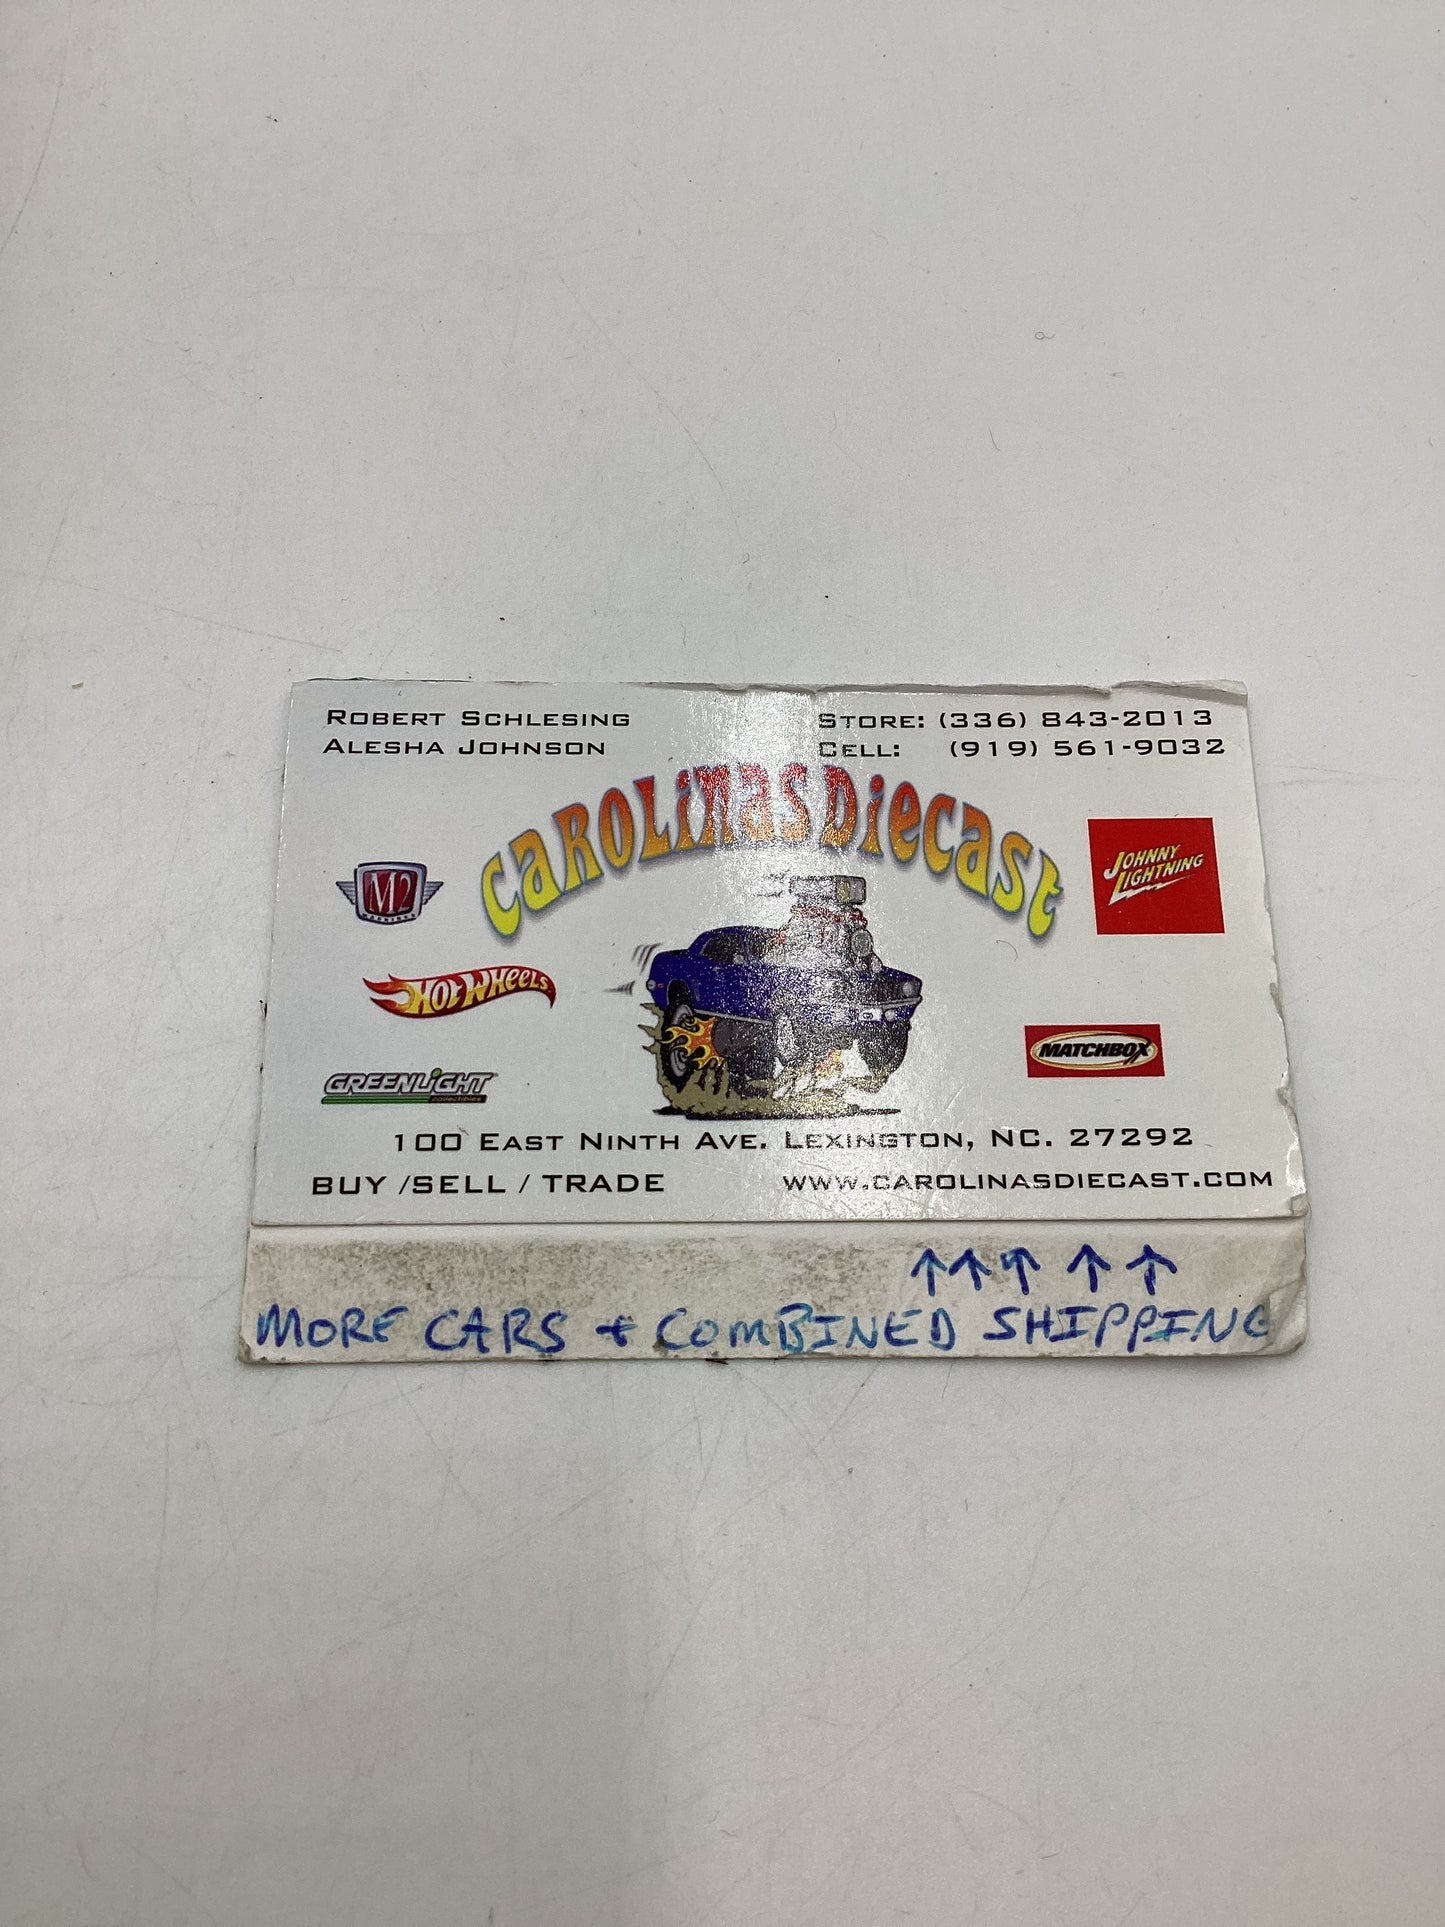 ROBERT SCHLESING
ALESHA JOHNSON
STORE: (336) 843-2013
CELL: (919) 561-9032
CAROLiNAS DiECAST
M2
MACHINES
JOHNNY
LIGHTNING
HOT WHEELS
MATCHBOX
GREENLiGHT
collectibles
100 EAST NINTH AVE. LEXINGTON, NC. 27292
BUY /SELL / TRADE
WWW.CAROLINASDIECAST.COM
↑↑↑ ↑ ↑
MORE CARS + COMBINED SHIPPING